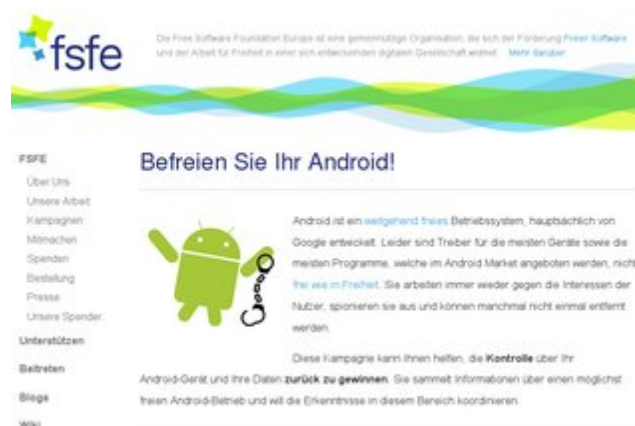 fsfe
Die Free Software Foundation Europe ist eine gemeinnützige Organisation, die sich der Förderung Freier Software
und der Arbeit für Freiheit in einer sich entwickelnden digitalen Gesellschaft widmet. Mehr darüber.
FSFE
Über Uns
Unsere Arbeit
Kampagnen
Mitmachen
Spenden
Bestellung
Presse
Unsere Spender
Unterstützen
Beitreten
Blogs
Wiki
Befreien Sie Ihr Android!
Android ist ein weitgehend freies Betriebssystem, hauptsächlich von
Google entwickelt. Leider sind Treiber für die meisten Geräte sowie die
meisten Programme, welche im Android Market angeboten werden, nicht
frei wie in Freiheit. Sie arbeiten immer wieder gegen die Interessen der
Nutzer, spionieren sie aus und können manchmal nicht einmal entfernt
werden.
Diese Kampagne kann Ihnen helfen, die Kontrolle über Ihr
Android-Gerät und Ihre Daten zurück zu gewinnen. Sie sammelt Informationen über einen möglichst
freien Android-Betrieb und will die Erkenntnisse in diesem Bereich koordinieren.